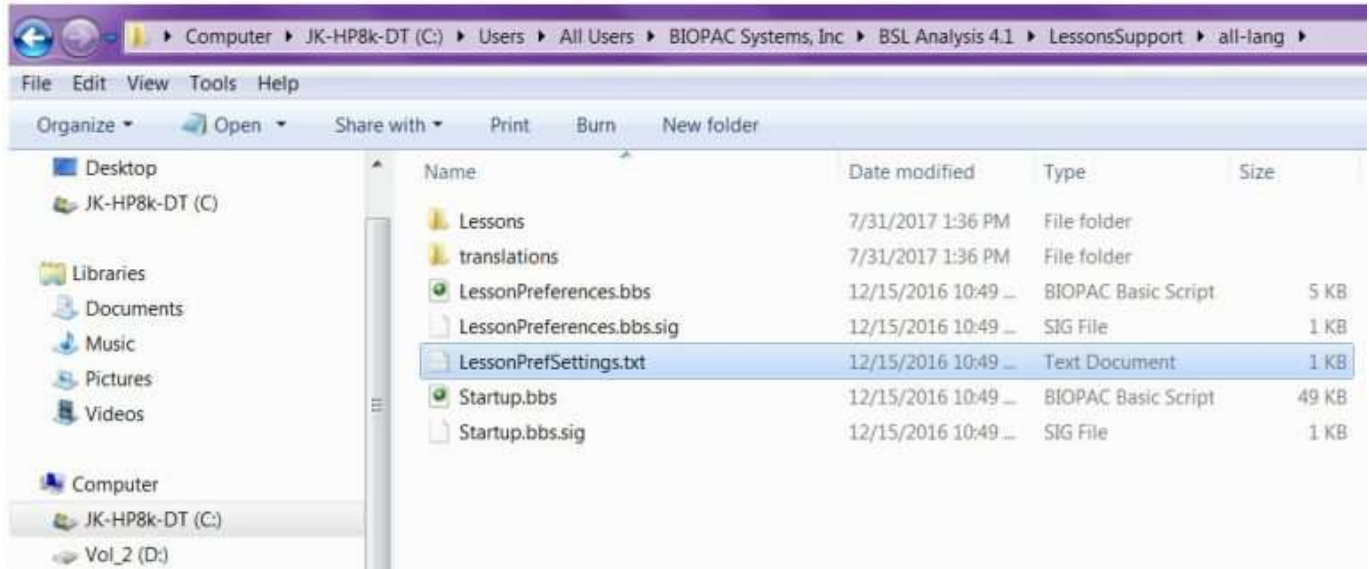 Computer ▸ JK-HP8k-DT (C:) ▸ Users ▸ All Users ▸ BIOPAC Systems, Inc ▸ BSL Analysis 4.1 ▸ LessonsSupport ▸ all-lang ▸
File Edit View Tools Help
Organize Open Share with Print Burn New folder
Desktop
JK-HP8k-DT (C)
Libraries
Documents
Music
Pictures
Videos
Computer
JK-HP8k-DT (C:)
Vol_2 (D:)
Name Date modified Type Size
Lessons 7/31/2017 1:36 PM File folder
translations 7/31/2017 1:36 PM File folder
LessonPreferences.bbs 12/15/2016 10:49 ... BIOPAC Basic Script 5 KB
LessonPreferences.bbs.sig 12/15/2016 10:49 ... SIG File 1 KB
LessonPrefSettings.txt 12/15/2016 10:49 ... Text Document 1 KB
Startup.bbs 12/15/2016 10:49 ... BIOPAC Basic Script 49 KB
Startup.bbs.sig 12/15/2016 10:49 ... SIG File 1 KB